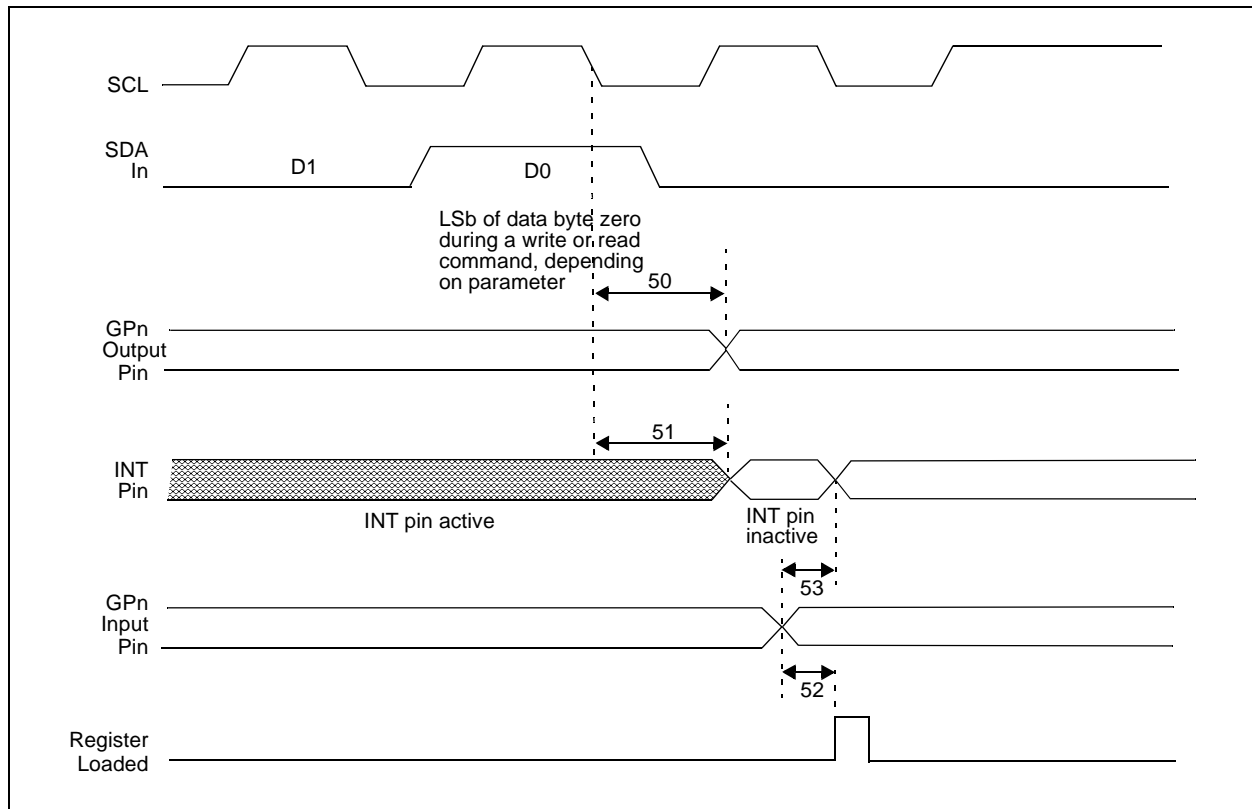 SCL
SDA
In
D1
D0
LSb of data byte zero
during a write or read
command, depending
on parameter
50
GPn
Output
Pin
51
INT
Pin
INT pin active
INT pin
inactive
53
GPn
Input
Pin
52
Register
Loaded